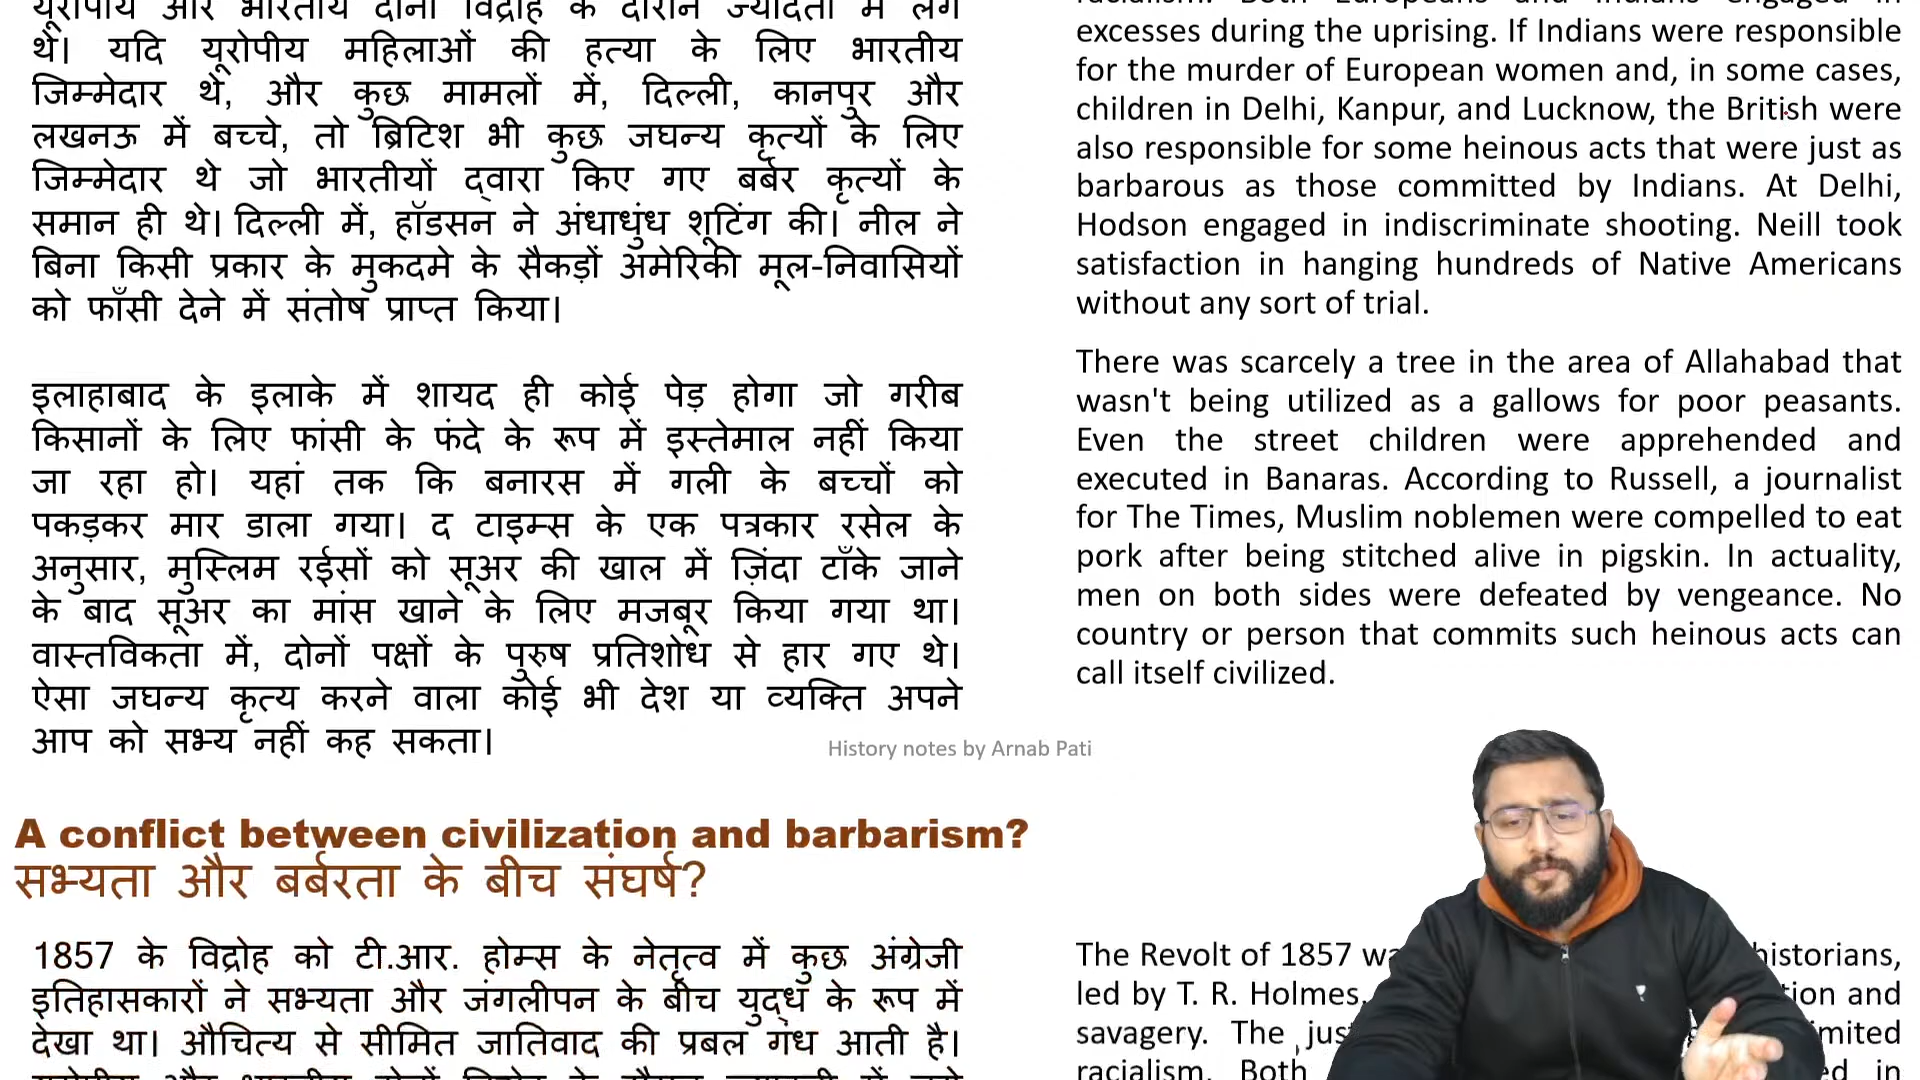 थे। यदि यूरोपीय महिलाओं की हत्या के लिए भारतीय
जिम्मेदार थे, और कुछ मामलों में, दिल्ली, कानपुर और
लखनऊ में बच्चे, तो ब्रिटिश भी कुछ जघन्य कृत्यों के लिए
जिम्मेदार थे जो भारतीयों द्वारा किए गए बर्बर कृत्यों के
समान ही थे। दिल्ली में, हॉडसन ने अंधाधुंध शूटिंग की। नील ने
बिना किसी प्रकार के मुकदमे के सैकड़ों अमेरिकी मूल-निवासियों
को फाँसी देने में संतोष प्राप्त किया।
इलाहाबाद के इलाके में शायद ही कोई पेड़ होगा जो गरीब
किसानों के लिए फांसी के फंदे के रूप में इस्तेमाल नहीं किया
जा रहा हो। यहां तक कि बनारस में गली के बच्चों को
पकड़कर मार डाला गया। द टाइम्स के एक पत्रकार रसेल के
अनुसार, मुस्लिम रईसों को सूअर की खाल में ज़िंदा टाँके जाने
के बाद सूअर का मांस खाने के लिए मजबूर किया गया था।
वास्तविकता में, दोनों पक्षों के पुरुष प्रतिशोध से हार गए थे।
ऐसा जघन्य कृत्य करने वाला कोई भी देश या व्यक्ति अपने
आप को सभ्य नहीं कह सकता।
excesses during the uprising. If Indians were responsible
for the murder of European women and, in some cases,
children in Delhi, Kanpur, and Lucknow, the British were
also responsible for some heinous acts that were just as
barbarous as those committed by Indians. At Delhi,
Hodson engaged in indiscriminate shooting. Neill took
satisfaction in hanging hundreds of Native Americans
without any sort of trial.
There was scarcely a tree in the area of Allahabad that
wasn't being utilized as a gallows for poor peasants.
Even the street children were apprehended and
executed in Banaras. According to Russell, a journalist
for The Times, Muslim noblemen were compelled to eat
pork after being stitched alive in pigskin. In actuality,
men on both sides were defeated by vengeance. No
country or person that commits such heinous acts can
call itself civilized.
History notes by Arnab Pati
A conflict between civilization and barbarism?
सभ्यता और बर्बरता के बीच संघर्ष?
1857 के विद्रोह को टी.आर. होम्स के नेतृत्व में कुछ अंग्रेजी
इतिहासकारों ने सभ्यता और जंगलीपन के बीच युद्ध के रूप में
देखा था। औचित्य से सीमित जातिवाद की प्रबल गंध आती है।
The Revolt of 1857 historians,
led by T. R. Holmes, and
savagery. The
racialism. Both in